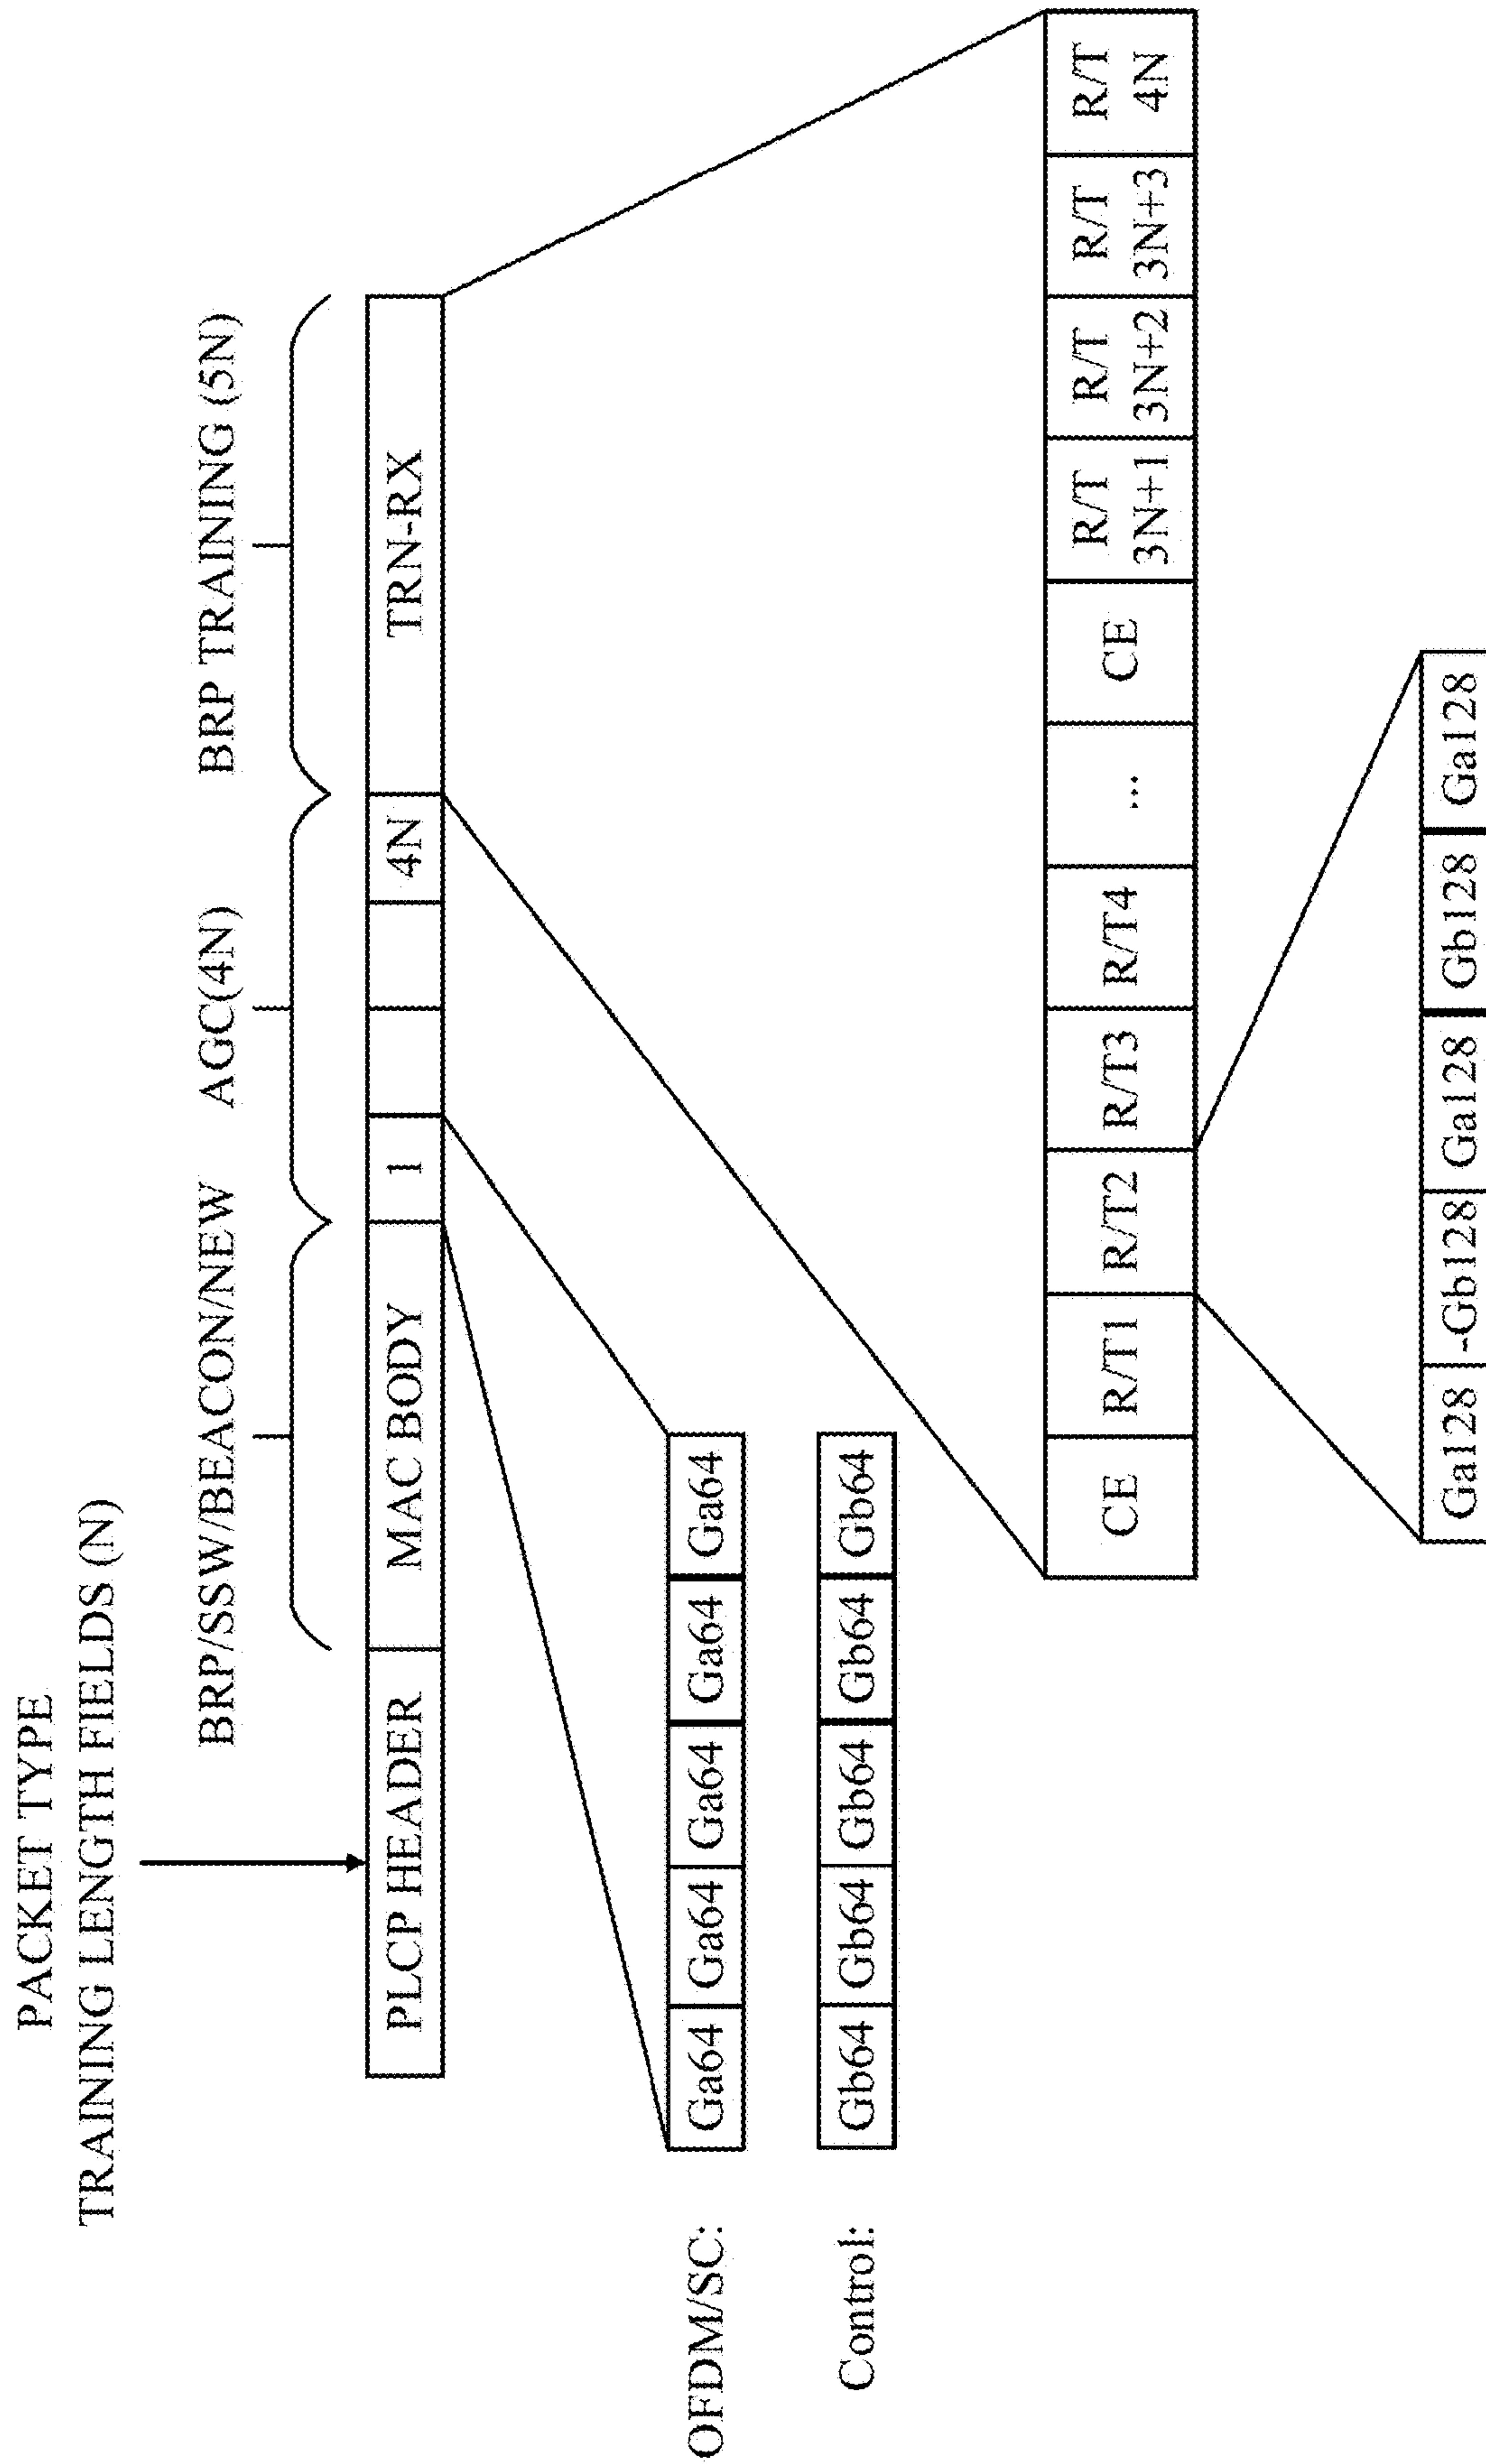 PACKET TYPE
TRAINING LENGTH FIELDS (N)
BRP/SSW/BEACON/NEW AGC(4N) BRP TRAINING (5N)
PLCP HEADER MAC BODY 1 4N TRN-RX
OFDM/SC: Ga64 Ga64 Ga64 Ga64 Ga64
Control: Gb64 Gb64 Gb64 Gb64 Gb64
CE R/T1 R/T2 R/T3 R/T4 ... CE R/T 3N+1 R/T 3N+2 R/T 3N+3 R/T 4N
Ga128 -Gb128 Ga128 Gb128 Ga128